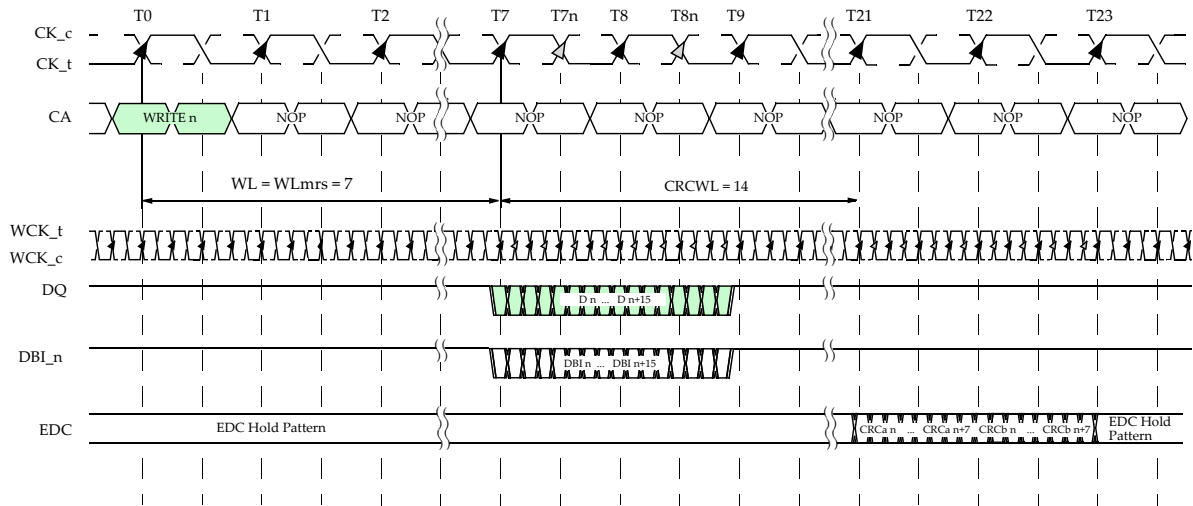 T0 T1 T2 T7 T7n T8 T8n T9 T21 T22 T23
CK_c
CK_t
CA WRITE n NOP NOP NOP NOP NOP NOP NOP NOP
WL = WLmrs = 7 CRCWL = 14
WCK_t
WCK_c
DQ D n ... D n+15
DBI_n DBI n ... DBI n+15
EDC EDC Hold Pattern CRCa n ... CRCa n+7 CRCb n ... CRCb n+7 EDC Hold
Pattern